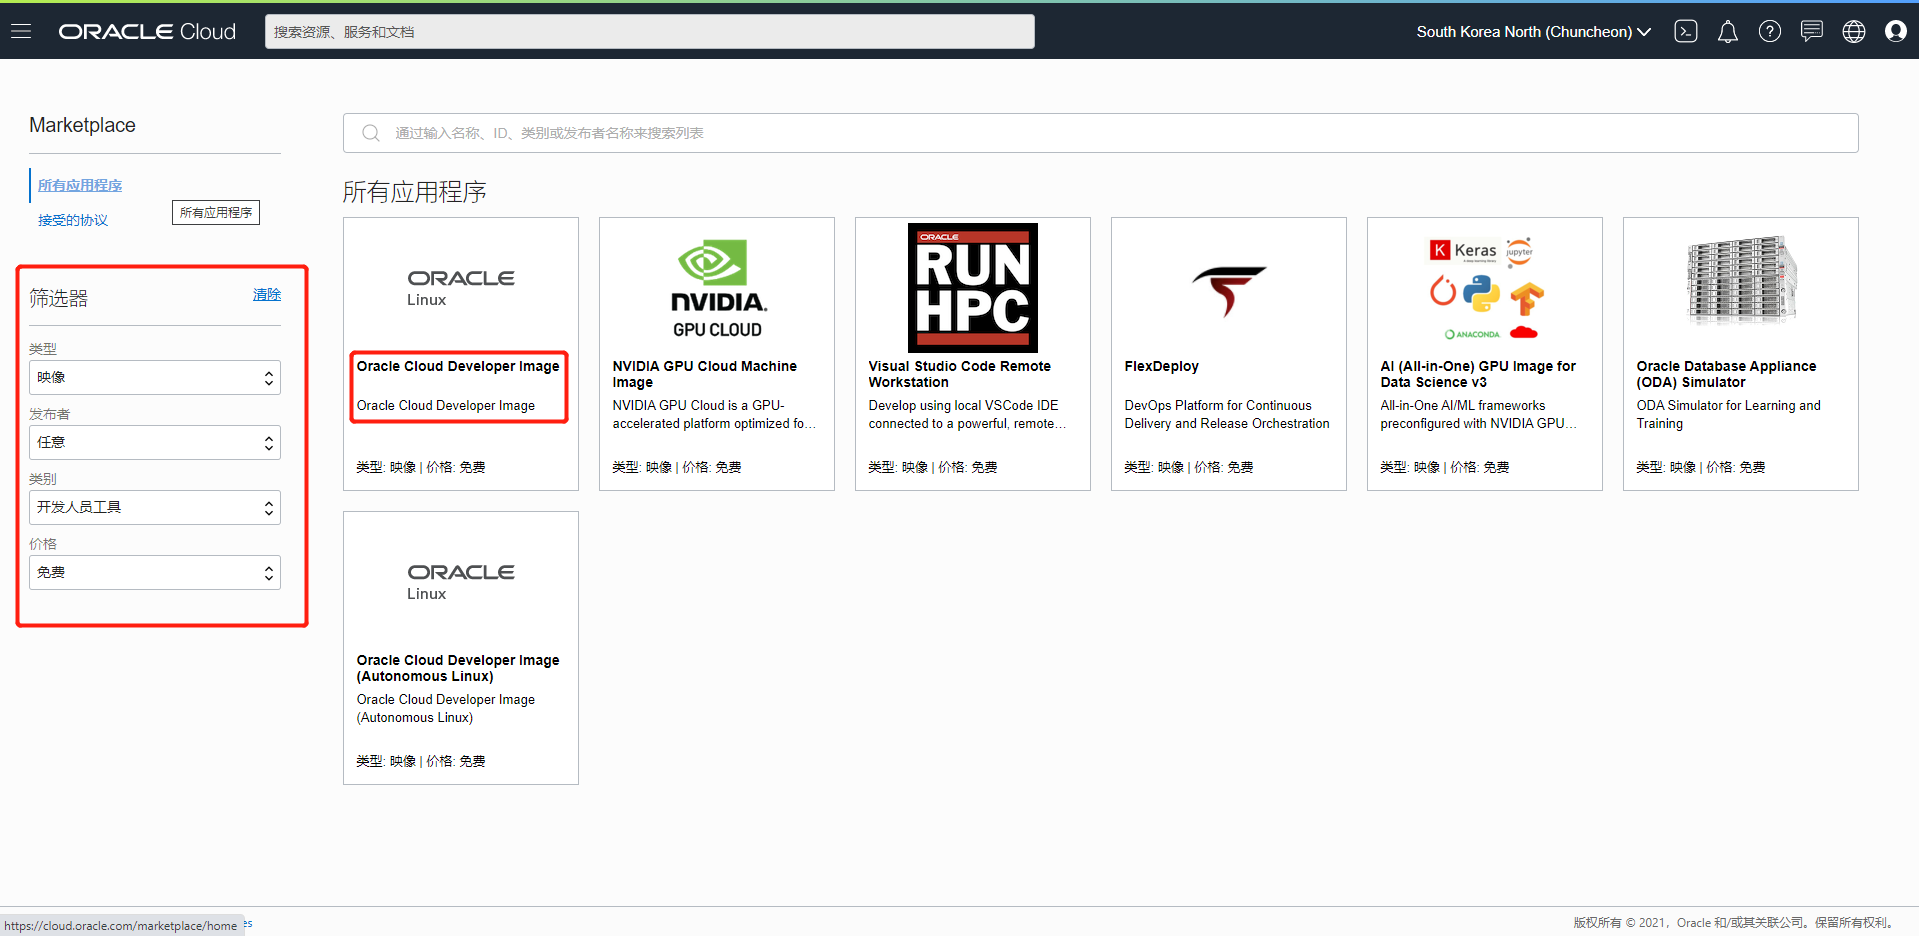 ORACLE Cloud
搜索资源、服务和文档
South Korea North (Chuncheon)
Marketplace
所有应用程序
接受的协议
所有应用程序
筛选器
清除
类型
映像
发布者
任意
类别
开发人员工具
价格
免费
通过输入名称、ID、类别或发布者名称来搜索列表
所有应用程序
ORACLE
Linux
Oracle Cloud Developer Image
Oracle Cloud Developer Image
类型: 映像 | 价格: 免费
NVIDIA.
GPU CLOUD
NVIDIA GPU Cloud Machine
Image
NVIDIA GPU Cloud is a GPU-
accelerated platform optimized fo…
类型: 映像 | 价格: 免费
ORACLE
RUN
HPC
Visual Studio Code Remote
Workstation
Develop using local VSCode IDE
connected to a powerful, remote…
类型: 映像 | 价格: 免费
FlexDeploy
DevOps Platform for Continuous
Delivery and Release Orchestration
类型: 映像 | 价格: 免费
K Keras
jupyter
ANACONDA
AI (All-in-One) GPU Image for
Data Science v3
All-in-One AI/ML frameworks
preconfigured with NVIDIA GPU…
类型: 映像 | 价格: 免费
Oracle Database Appliance
(ODA) Simulator
ODA Simulator for Learning and
Training
类型: 映像 | 价格: 免费
ORACLE
Linux
Oracle Cloud Developer Image
(Autonomous Linux)
Oracle Cloud Developer Image
(Autonomous Linux)
类型: 映像 | 价格: 免费
https://cloud.oracle.com/marketplace/home
es
版权所有 © 2021，Oracle 和/或其关联公司。保留所有权利。